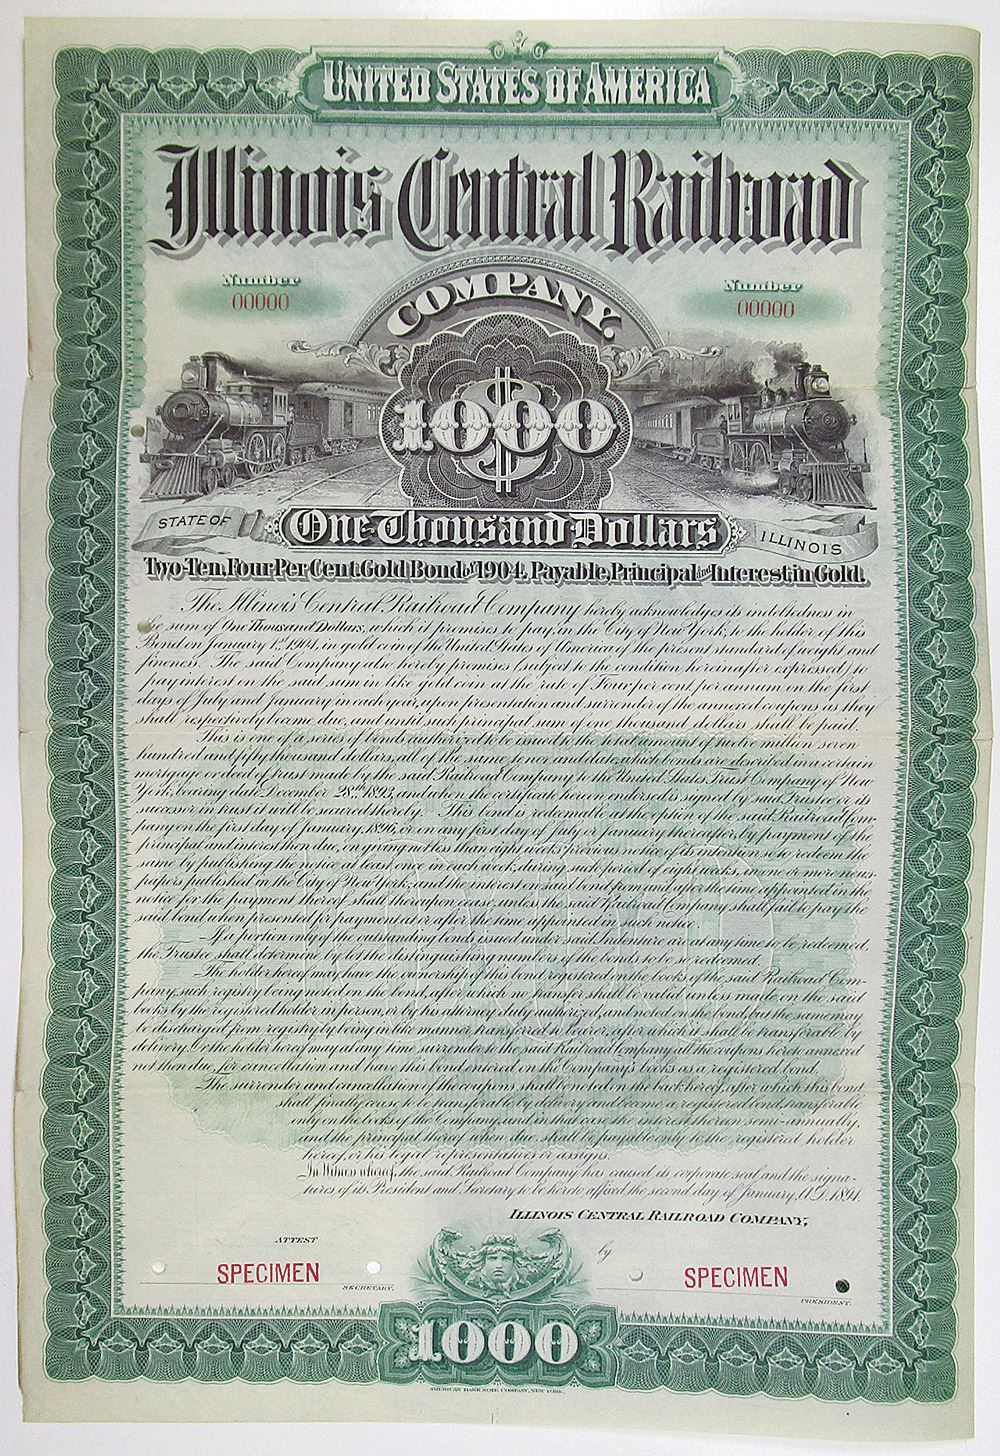 UNITED STATES OF AMERICA
Illinois Central Railroad
COMPANY.
Number
00000
Number
00000
$1000
STATE OF
One Thousand Dollars
ILLINOIS
Two-Ten, Four Per Cent. Gold Bond of 1904, Payable, Principal and Interest in Gold.
The Illinois Central Railroad Company hereby acknowledges its indebtedness in
the sum of One Thousand Dollars, which it promises to pay, in the City of New York, to the holder of this
Bond on January 1st 1904, in gold coin of the United States of America of the present standard of weight and
fineness. The said Company also hereby promises (subject to the condition hereinafter expressed) to
pay interest on the said sum in like gold coin at the rate of Four per cent. per annum on the first
days of July and January in each year, upon presentation and surrender of the annexed coupons as they
shall respectively become due, and until such principal sum of one thousand dollars shall be paid.
This is one of a series of bonds authorized to be issued to the total amount of twelve million seven
hundred and fifty thousand dollars, all of the same tenor and date, which bonds are described in a certain
mortgage or deed of trust made by the said Railroad Company to the United States Trust Company of New
York, bearing date December 28th 1893, and when the certificate hereon endorsed is signed by said Trustee or its
successor in trust it will be secured thereby. This bond is redeemable at the option of the said Railroad Com-
pany on the first day of January, 1896, or on any first day of July or January thereafter, by payment of the
principal and interest then due, on giving not less than eight weeks' previous notice of its intention so to redeem the
same by publishing the notice at least once in each week, during such period of eight weeks, in one or more news-
papers published in the City of New York, and the interest on said bond from and after the time appointed in the
notice for the payment thereof shall thereupon cease, unless the said Railroad Company shall fail to pay the
said bond when presented for payment at or after the time appointed in such notice.
If a portion only of the outstanding bonds issued under said Indenture are at any time to be redeemed,
the Trustee shall determine by lot the distinguishing numbers of the bonds to be so redeemed.
The holder hereof may have the ownership of this bond registered on the books of the said Railroad Com-
pany, such registry being noted on the bond, after which no transfer shall be valid unless made on the said
books by the registered holder in person, or by his attorney duly authorized, and noted on the bond, but the same may
be discharged from registry by being in like manner transferred to bearer, after which it shall be transferable by
delivery. Or the holder hereof may at any time surrender to the said Railroad Company all the coupons hereto annexed
not then due, for cancellation and have this bond entered on the Company's books as a registered bond.
The surrender and cancellation of the coupons shall be noted on the back hereof, after which this bond
shall finally cease to be transferable by delivery and become a registered bond, transferable
only on the books of the Company, and in that case the interest hereon semi-annually,
and the principal thereof when due, shall be payable only to the registered holder
hereof, or his legal representatives or assigns.
In Witness whereof, the said Railroad Company has caused its corporate seal and the signa-
tures of its President and Secretary to be hereto affixed the second day of January, A.D. 1894.
ILLINOIS CENTRAL RAILROAD COMPANY,
ATTEST
by
SPECIMEN
SECRETARY.
SPECIMEN
PRESIDENT.
1000
AMERICAN BANK NOTE COMPANY, NEW YORK.